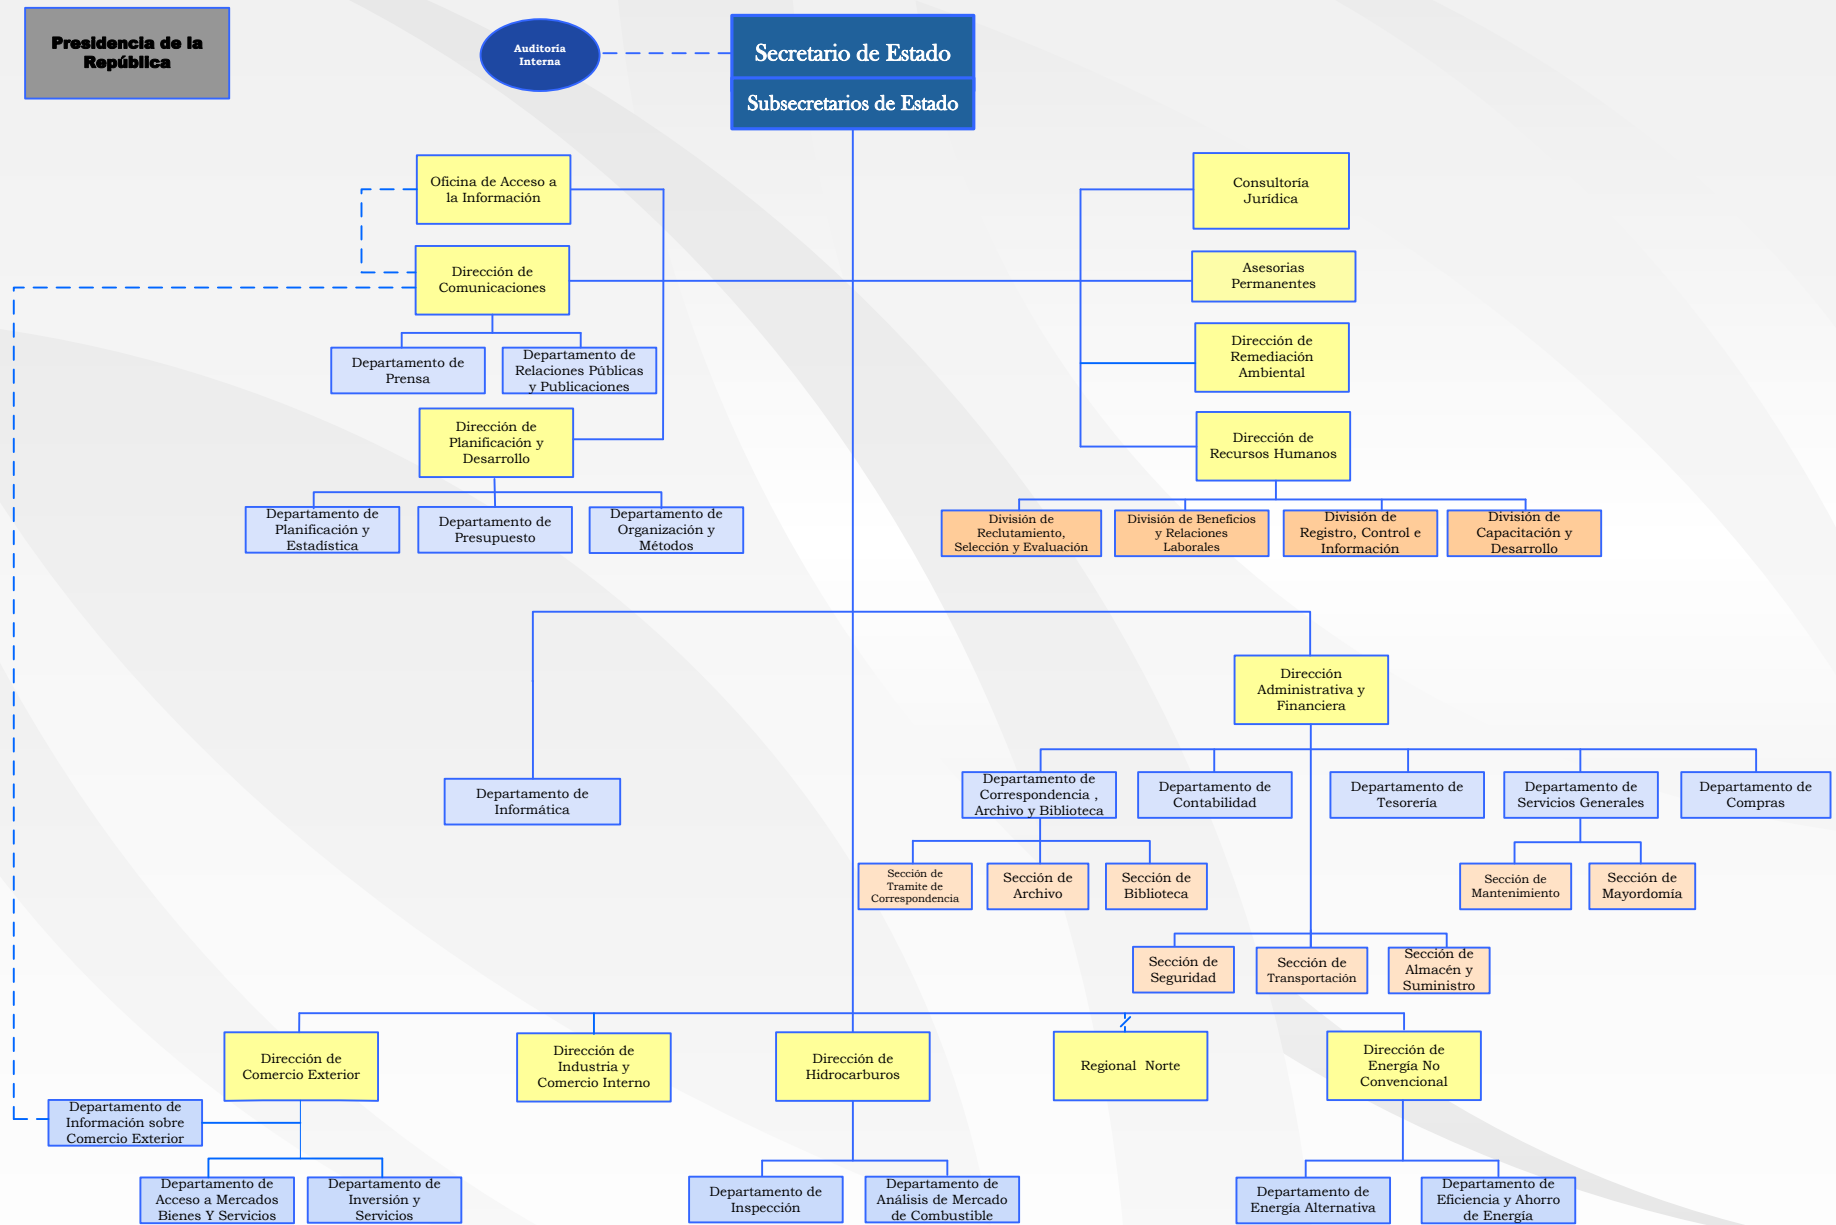 Presidencia de la
República
Auditoría
Interna
Secretario de Estado
Subsecretarios de Estado
Oficina de Acceso a
la Información
Consultoría
Jurídica
Dirección de
Comunicaciones
Asesorias
Permanentes
Departamento de
Prensa
Departamento de
Relaciones Públicas
y Publicaciones
Dirección de
Remediación
Ambiental
Dirección de
Planificación y
Desarrollo
Dirección de
Recursos Humanos
Departamento de
Planificación y
Estadística
Departamento de
Presupuesto
Departamento de
Organización y
Métodos
División de
Reclutamiento,
Selección y Evaluación
División de Beneficios
y Relaciones
Laborales
División de
Registro, Control e
Información
División de
Capacitación y
Desarrollo
Dirección
Administrativa y
Financiera
Departamento de
Informática
Departamento de
Correspondencia ,
Archivo y Biblioteca
Departamento de
Contabilidad
Departamento de
Tesorería
Departamento de
Servicios Generales
Departamento de
Compras
Sección de
Tramite de
Correspondencia
Sección de
Archivo
Sección de
Biblioteca
Sección de
Mantenimiento
Sección de
Mayordomía
Sección de
Seguridad
Sección de
Transportación
Sección de
Almacén y
Suministro
Dirección de
Comercio Exterior
Dirección de
Industria y
Comercio Interno
Dirección de
Hidrocarburos
Regional Norte
Dirección de
Energía No
Convencional
Departamento de
Información sobre
Comercio Exterior
Departamento de
Acceso a Mercados
Bienes Y Servicios
Departamento de
Inversión y
Servicios
Departamento de
Inspección
Departamento de
Análisis de Mercado
de Combustible
Departamento de
Energía Alternativa
Departamento de
Eficiencia y Ahorro
de Energía